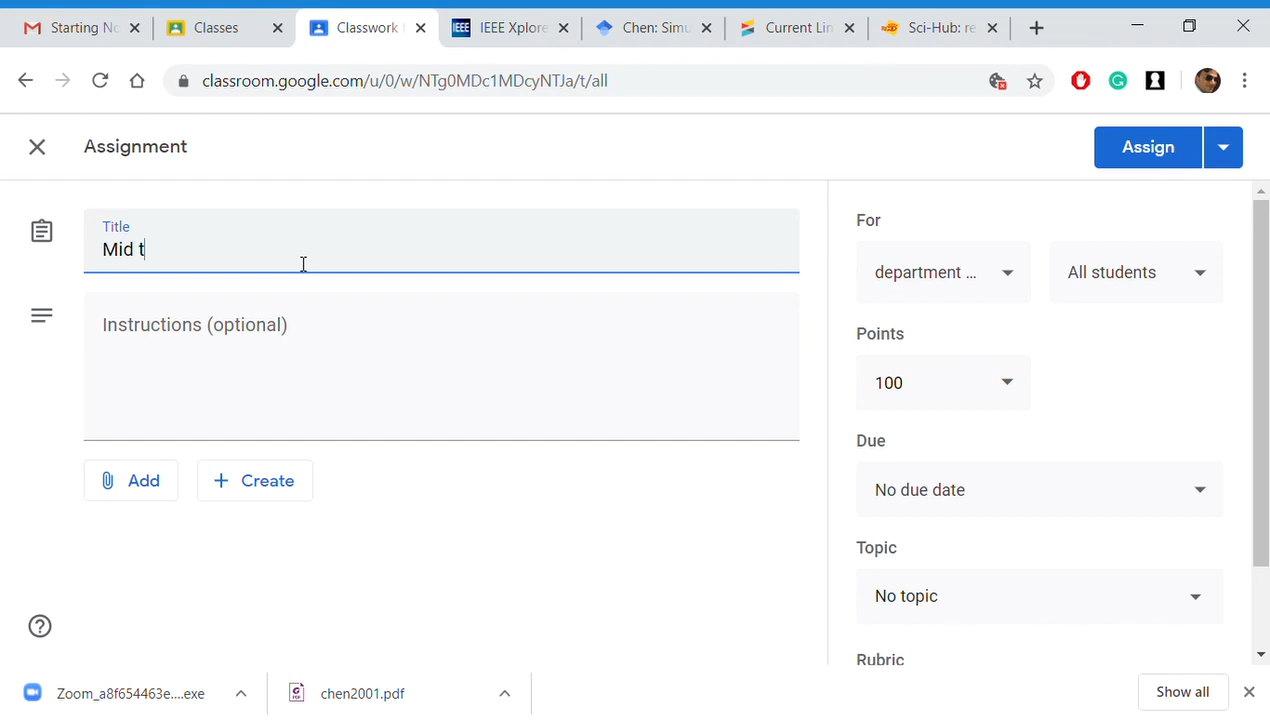 Starting No
Classes
Classwork
IEEE IEEE Xplore
Chen: Simu
Current Lin
Sci-Hub: re
classroom.google.com/u/0/w/NTg0MDc1MDcyNTJa/t/all
Assignment
Assign
Title
Mid t
Instructions (optional)
Add
Create
For
department ...
All students
Points
100
Due
No due date
Topic
No topic
Rubric
Zoom_a8f654463e....exe
chen2001.pdf
Show all